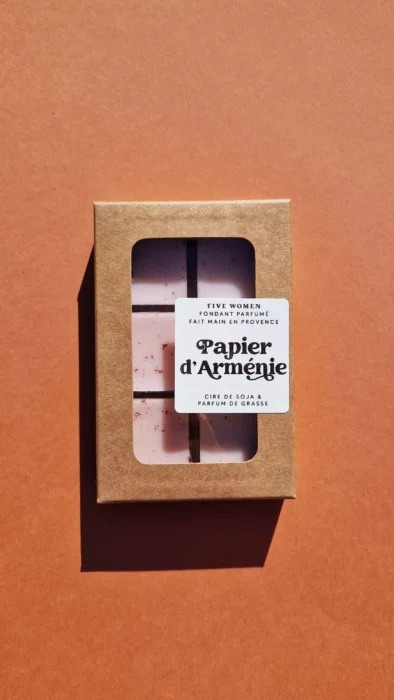 FIVE WOMEN
FONDANT PARFUMÉ
FAIT MAIN EN PROVENCE
Papier
d'Arménie
CIRE DE SOJA &
PARFUM DE GRASSE